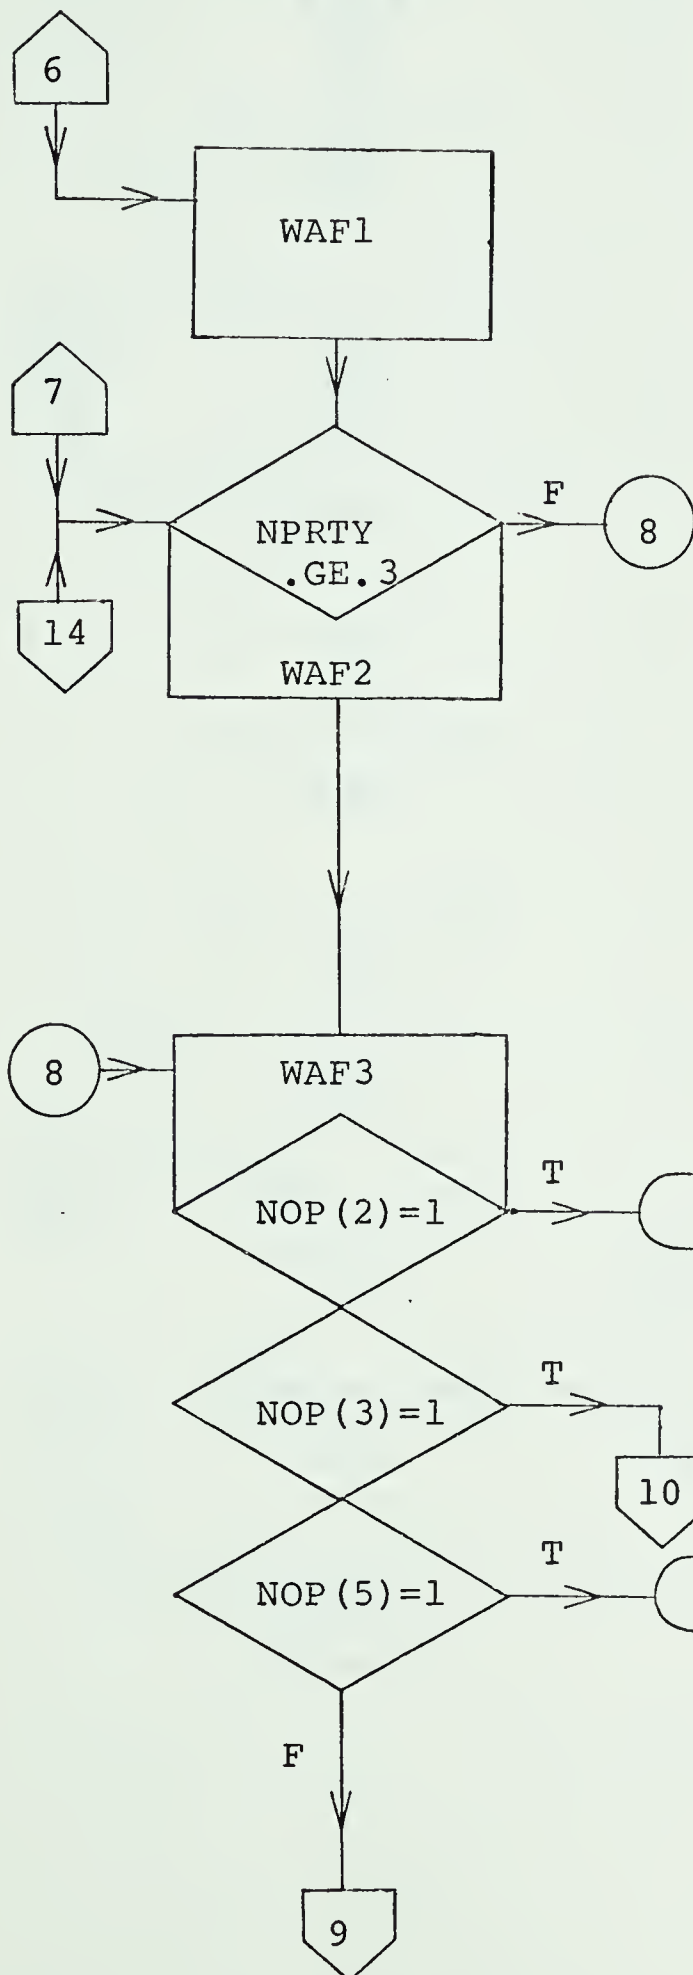 6
WAF1
7
F
NPRTY
.GE.3
8
14
WAF2
8
WAF3
T
NOP(2)=1
T
NOP(3)=1
10
T
NOP(5)=1
F
9